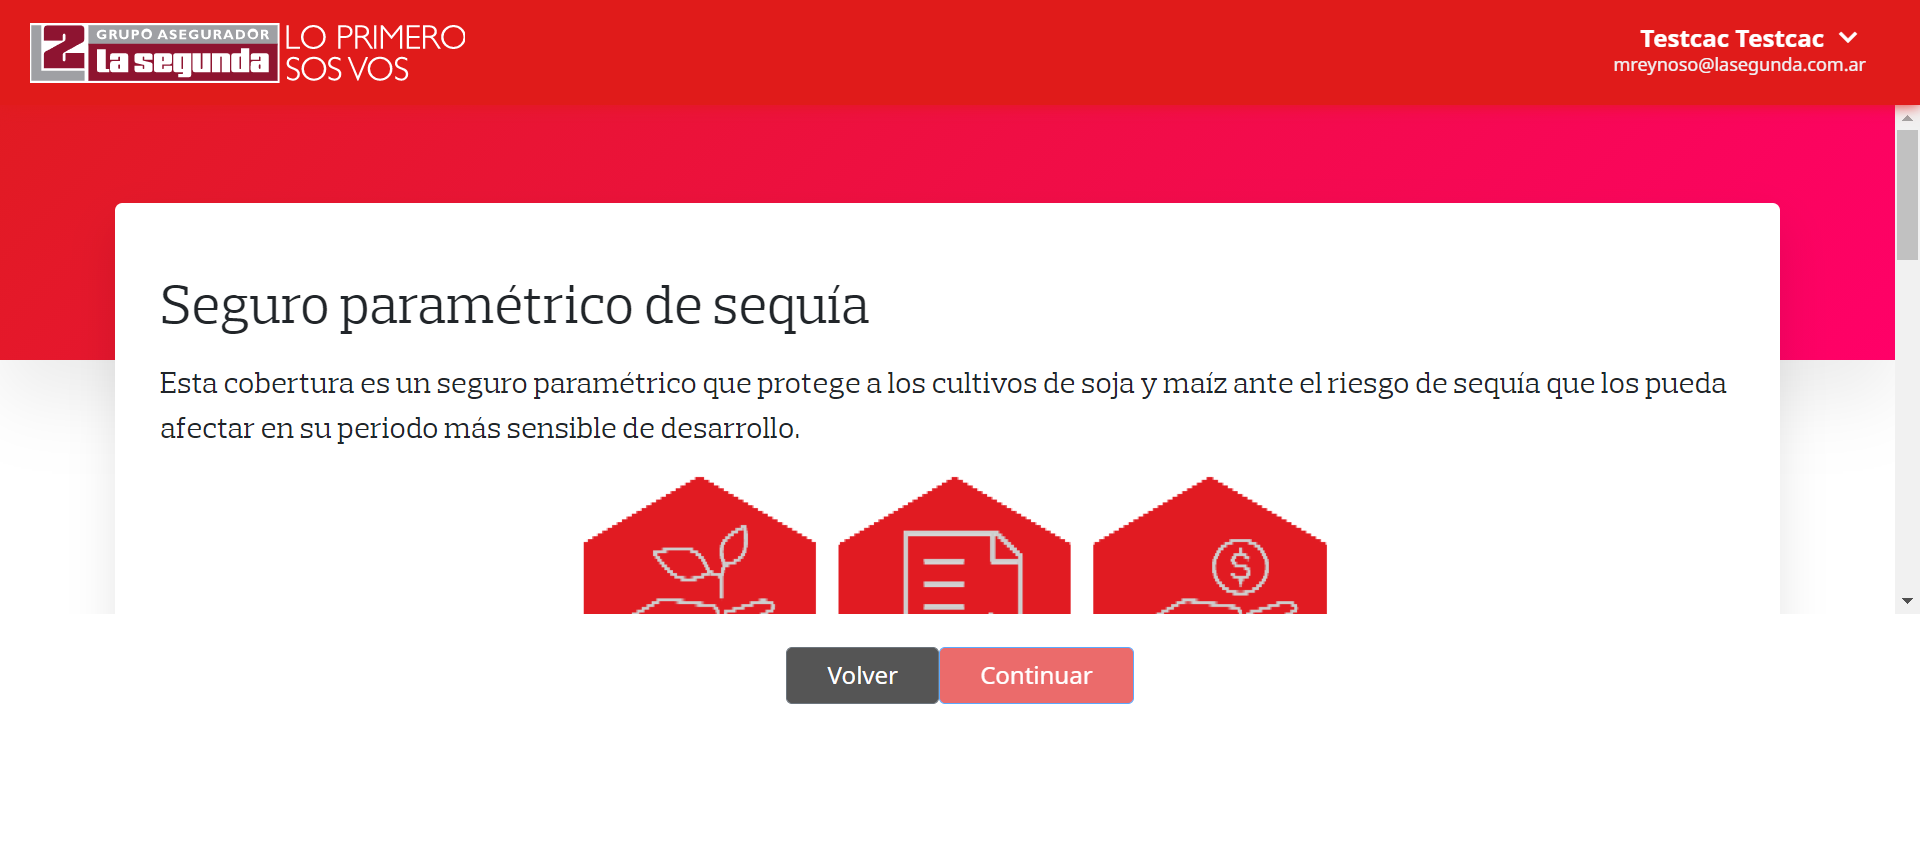 GRUPO ASEGURADOR
La segunda
LO PRIMERO
SOS VOS
Testcac Testcac
mreynoso@lasegunda.com.ar
Seguro paramétrico de sequía
Esta cobertura es un seguro paramétrico que protege a los cultivos de soja y maíz ante el riesgo de sequía que los pueda
afectar en su periodo más sensible de desarrollo.
$
Volver
Continuar